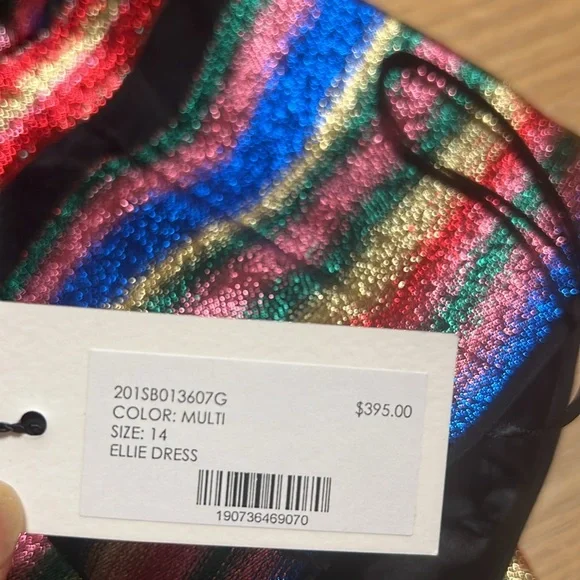 201SB013607G
COLOR: MULTI
$395.00
SIZE: 14
ELLIE DRESS
190736469070